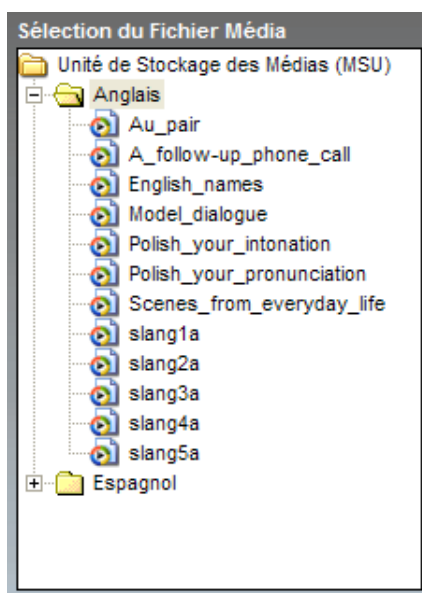 Sélection du Fichier Média
Unité de Stockage des Médias (MSU)
Anglais
Au_pair
A_follow-up_phone_call
English_names
Model_dialogue
Polish_your_intonation
Polish_your_pronunciation
Scenes_from_everyday_life
slang1a
slang2a
slang3a
slang4a
slang5a
Espagnol